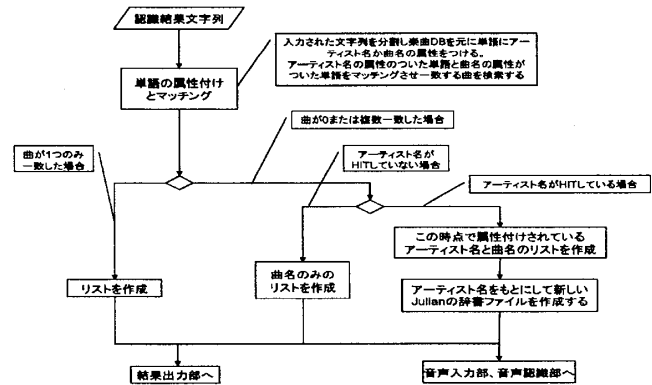 認識結果文字列
入力された文字列を分割し楽曲DBを元に単語にアー
ティスト名か曲名の属性をつける。
アーティスト名の属性のついた単語と曲名の属性が
ついた単語をマッチングさせ一致する曲を検索する
単語の属性付け
とマッチング
曲が0または複数一致した場合
曲が1つのみ
一致した場合
アーティスト名が
HITしていない場合
アーティスト名がHITしている場合
この時点で属性付けされている
アーティスト名と曲名のリストを作成
リストを作成
曲名のみの
リストを作成
アーティスト名をもとにして新しい
Julianの辞書ファイルを作成する
結果出力部へ
音声入力部、音声認識部へ